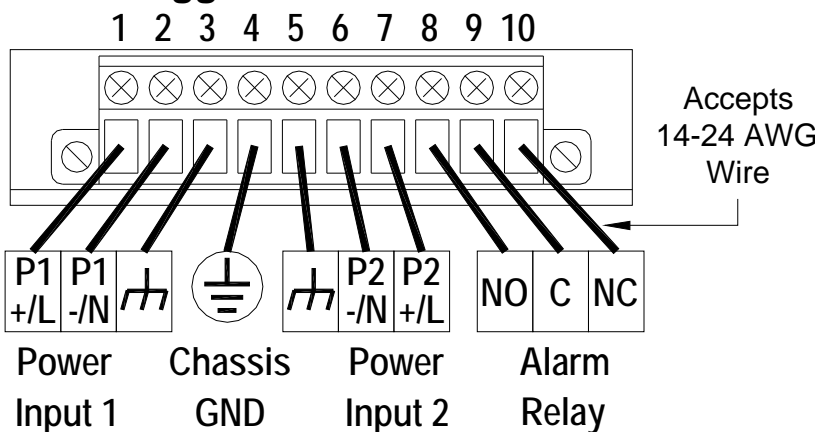 1 2 3 4 5 6 7 8 9 10
Accepts
14-24 AWG
Wire
P1 +/L
P1 -/N
P2 -/N
P2 +/L
NO
C
NC
Power
Input 1
Chassis
GND
Power
Input 2
Alarm
Relay